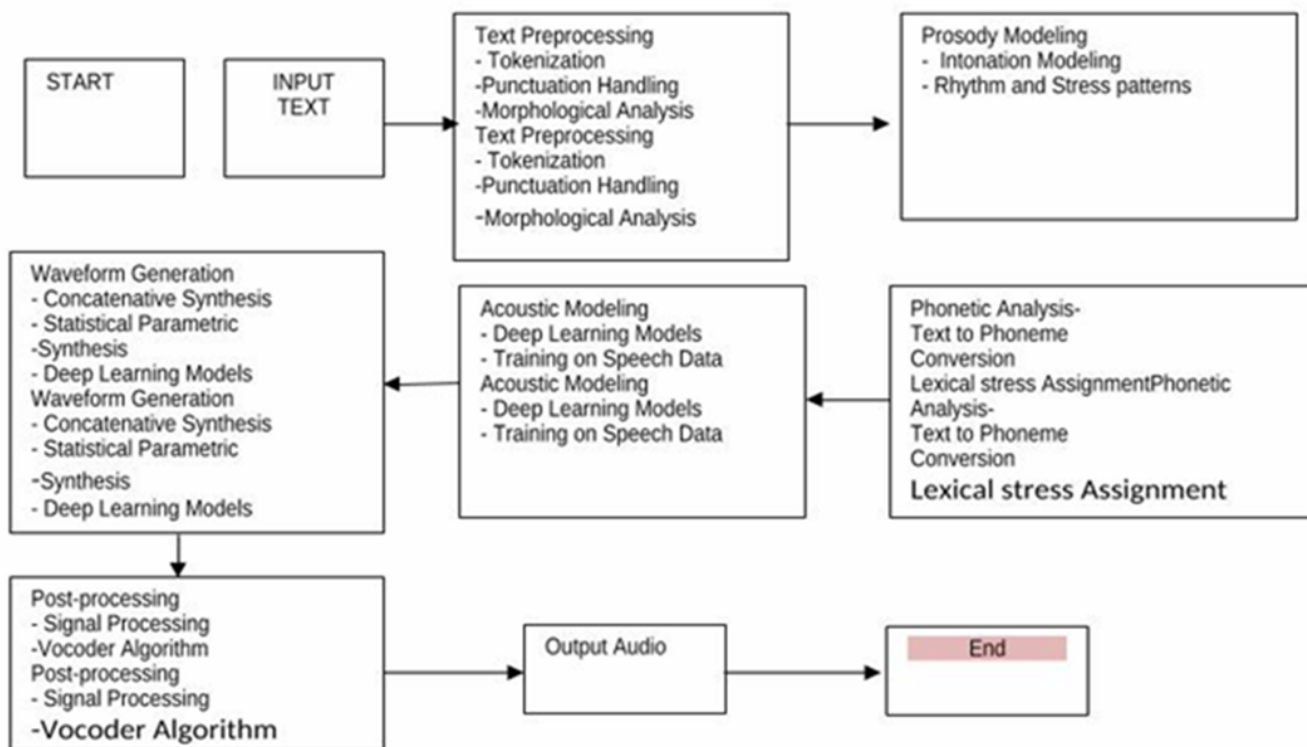 START
INPUT
TEXT
Text Preprocessing
- Tokenization
-Punctuation Handling
-Morphological Analysis
Text Preprocessing
- Tokenization
-Punctuation Handling
-Morphological Analysis
Prosody Modeling
- Intonation Modeling
- Rhythm and Stress patterns
Phonetic Analysis-
Text to Phoneme
Conversion
Lexical stress AssignmentPhonetic
Analysis-
Text to Phoneme
Conversion
Lexical stress Assignment
Acoustic Modeling
- Deep Learning Models
- Training on Speech Data
Acoustic Modeling
- Deep Learning Models
- Training on Speech Data
Waveform Generation
- Concatenative Synthesis
- Statistical Parametric
-Synthesis
- Deep Learning Models
Waveform Generation
- Concatenative Synthesis
- Statistical Parametric
-Synthesis
- Deep Learning Models
Post-processing
- Signal Processing
-Vocoder Algorithm
Post-processing
- Signal Processing
-Vocoder Algorithm
Output Audio
End